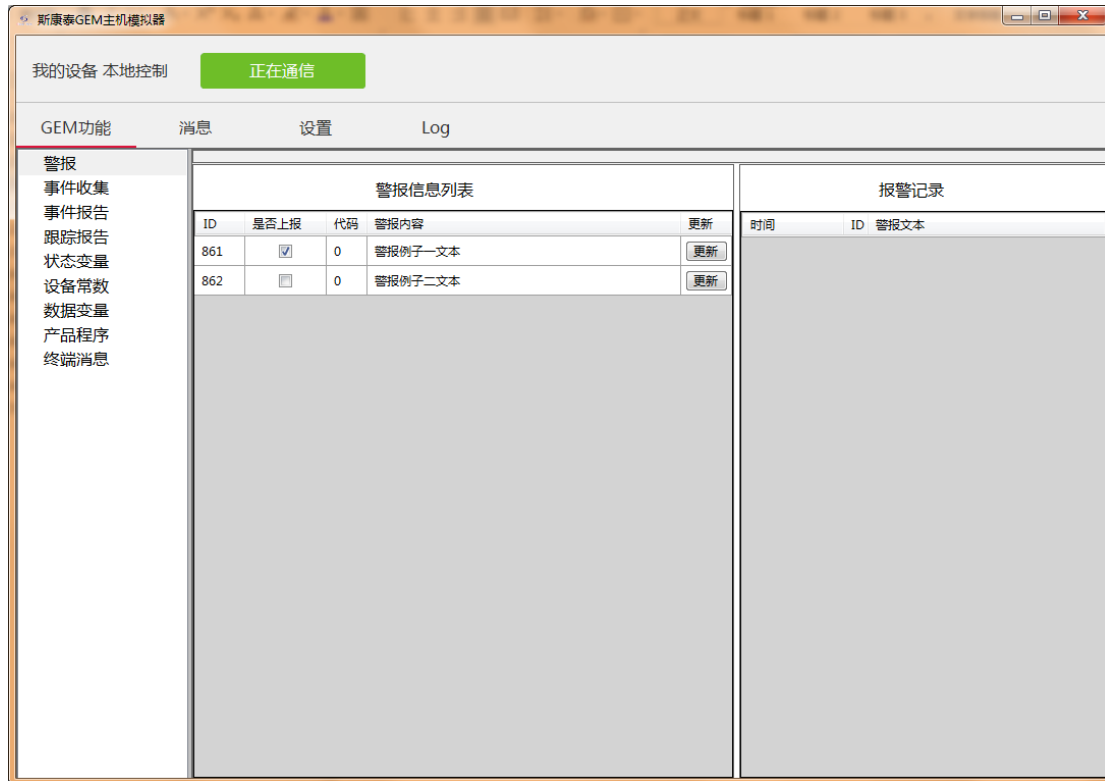 斯康泰GEM主机模拟器
我的设备 本地控制 正在通信
GEM功能 消息 设置 Log
警报
事件收集
事件报告
跟踪报告
状态变量
设备常数
数据变量
产品程序
终端消息
警报信息列表
ID 是否上报 代码 警报内容 更新
861 0 警报例子一文本 更新
862 0 警报例子二文本 更新
报警记录
时间 ID 警报文本